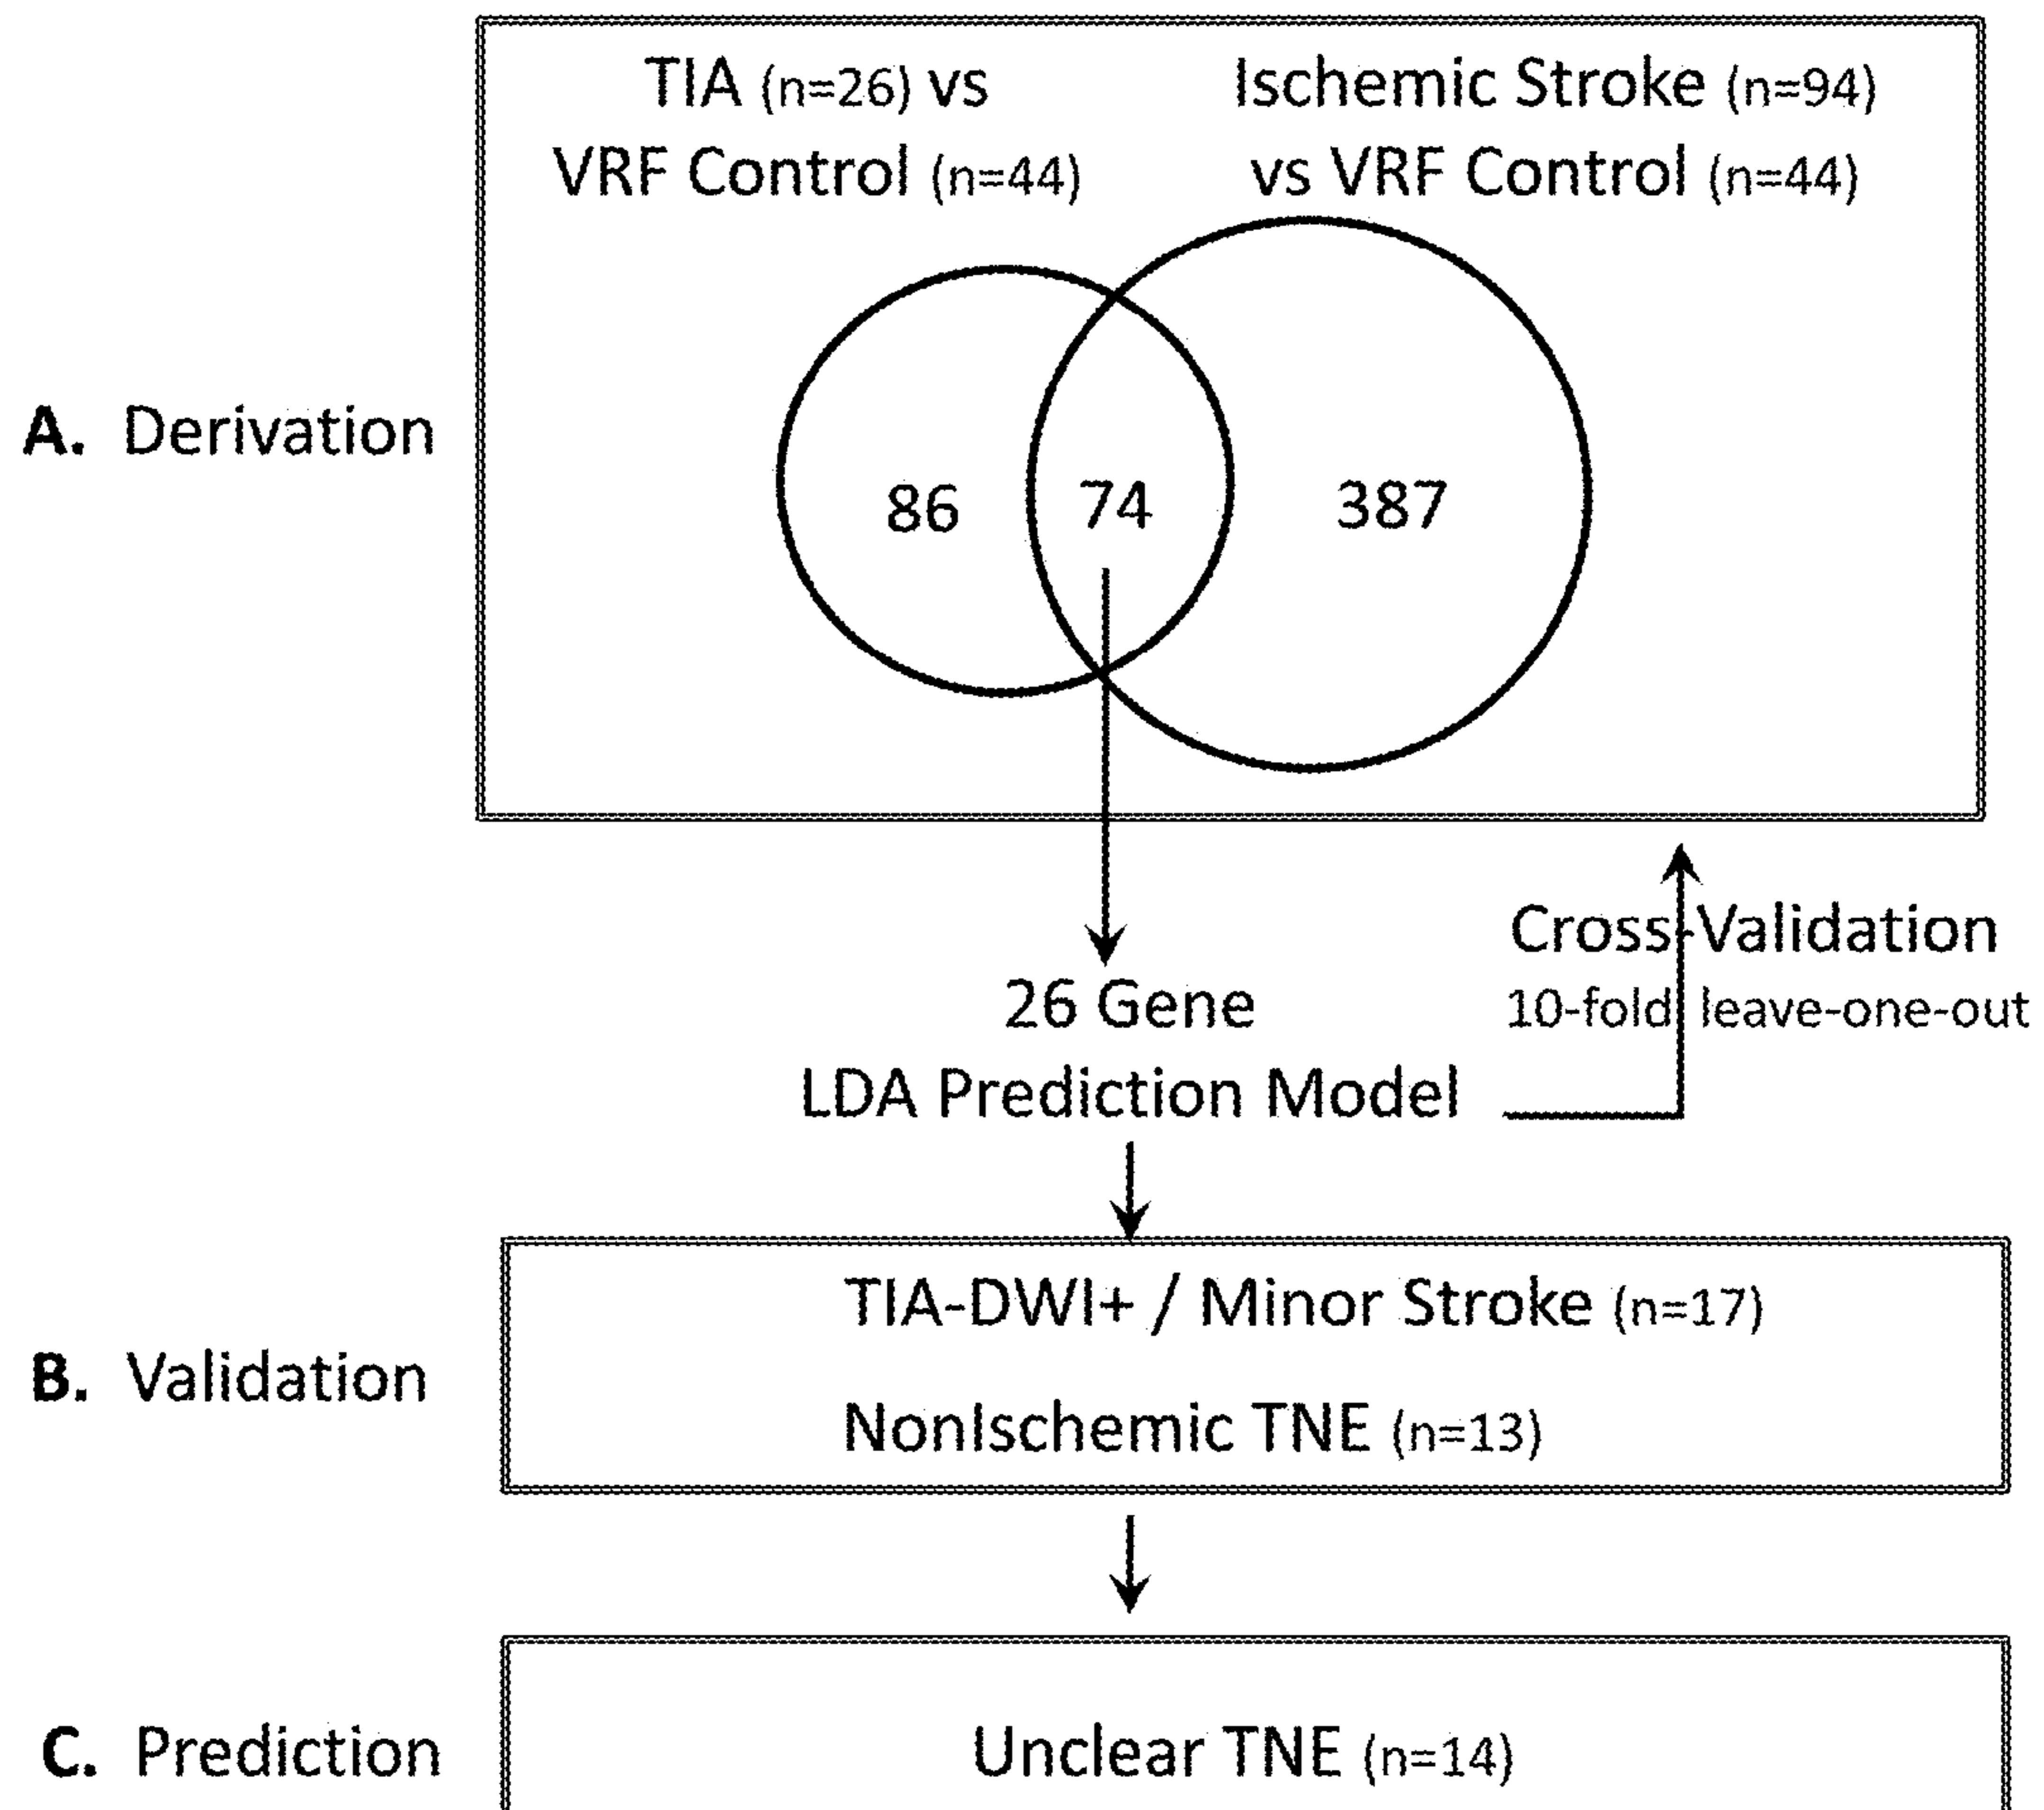 TIA (n=26) vs
VRF Control (n=44)
Ischemic Stroke (n=94)
vs VRF Control (n=44)
A. Derivation
86
74
387
Cross-Validation
10-fold leave-one-out
26 Gene
LDA Prediction Model
TIA-DWI+ / Minor Stroke (n=17)
B. Validation
NonIschemic TNE (n=13)
C. Prediction
Unclear TNE (n=14)